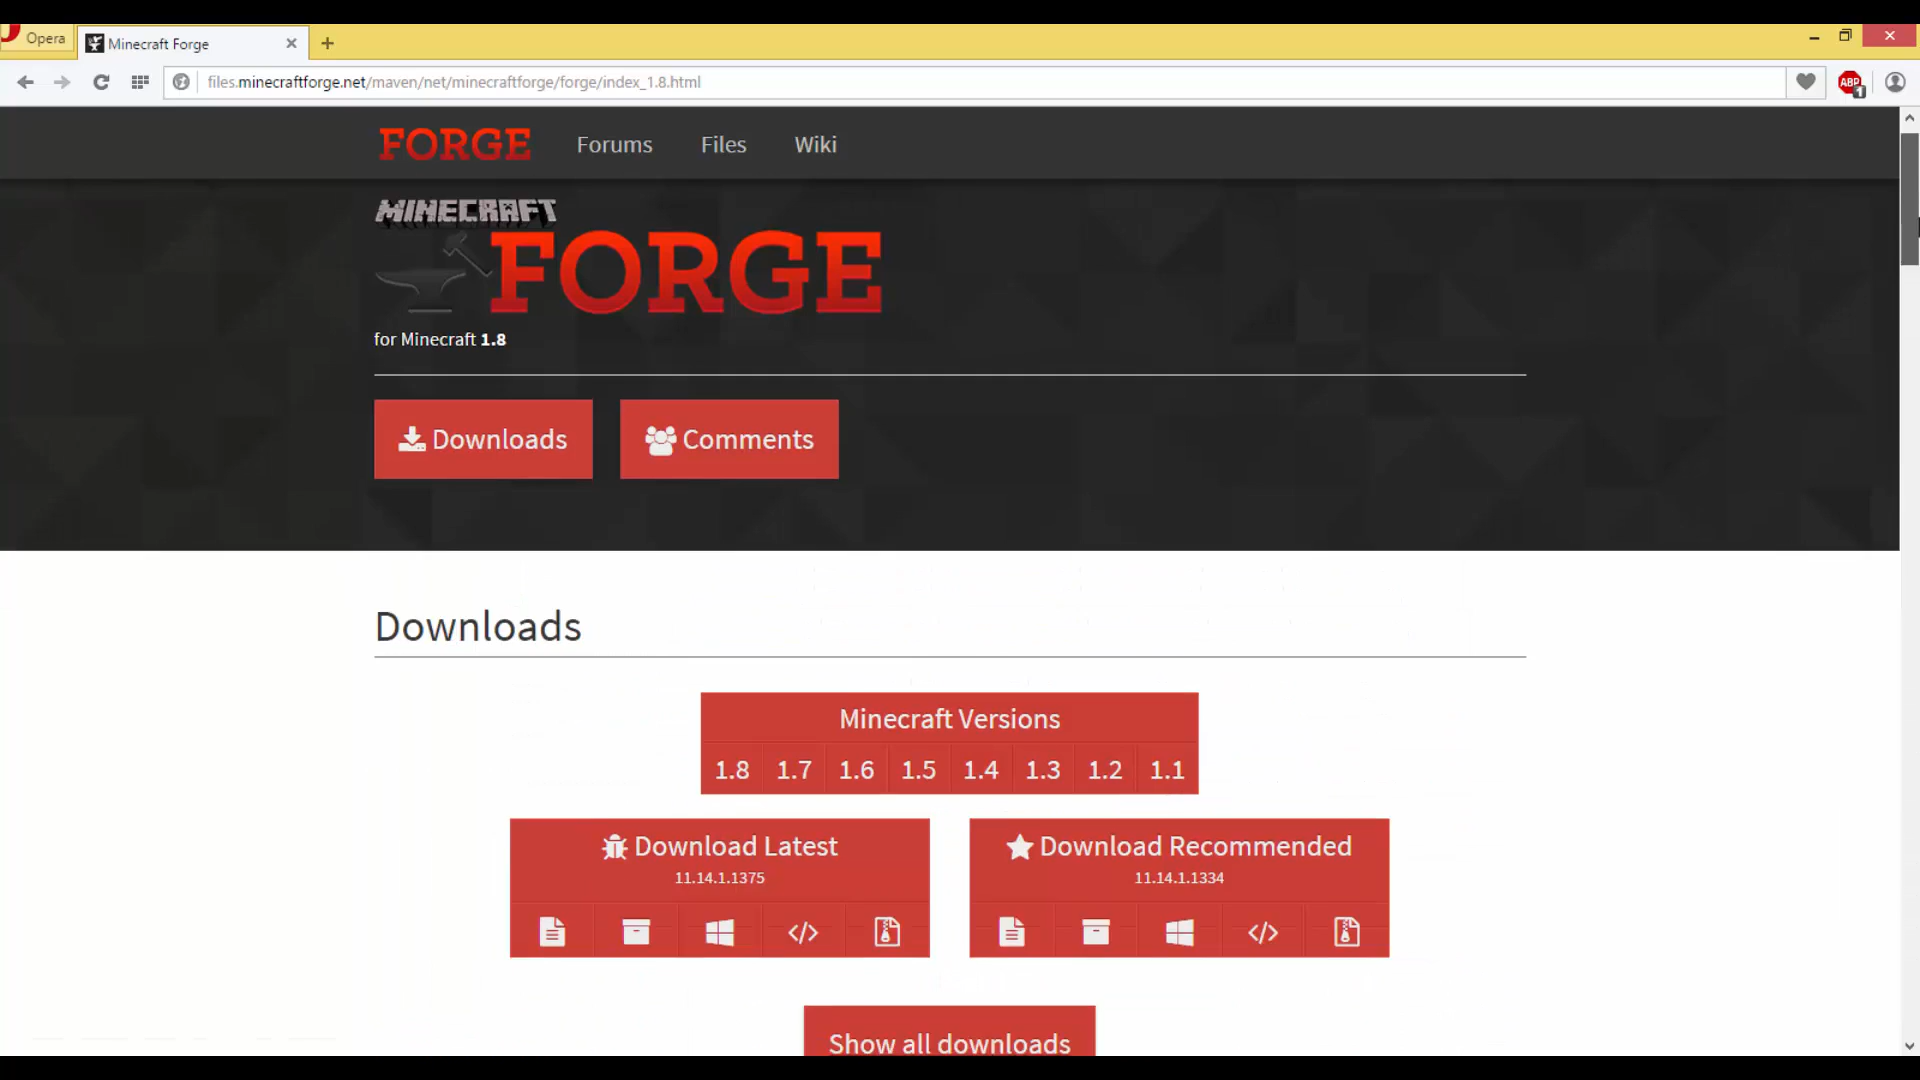 Opera
Minecraft Forge
files.minecraftforge.net/maven/net/minecraftforge/forge/index_1.8.html
ABP
1
FORGE Forums Files Wiki
MINECRAFT
FORGE
for Minecraft 1.8
Downloads Comments
Downloads
Minecraft Versions
1.8 1.7 1.6 1.5 1.4 1.3 1.2 1.1
Download Latest
11.14.1.1375
Download Recommended
11.14.1.1334
Show all downloads